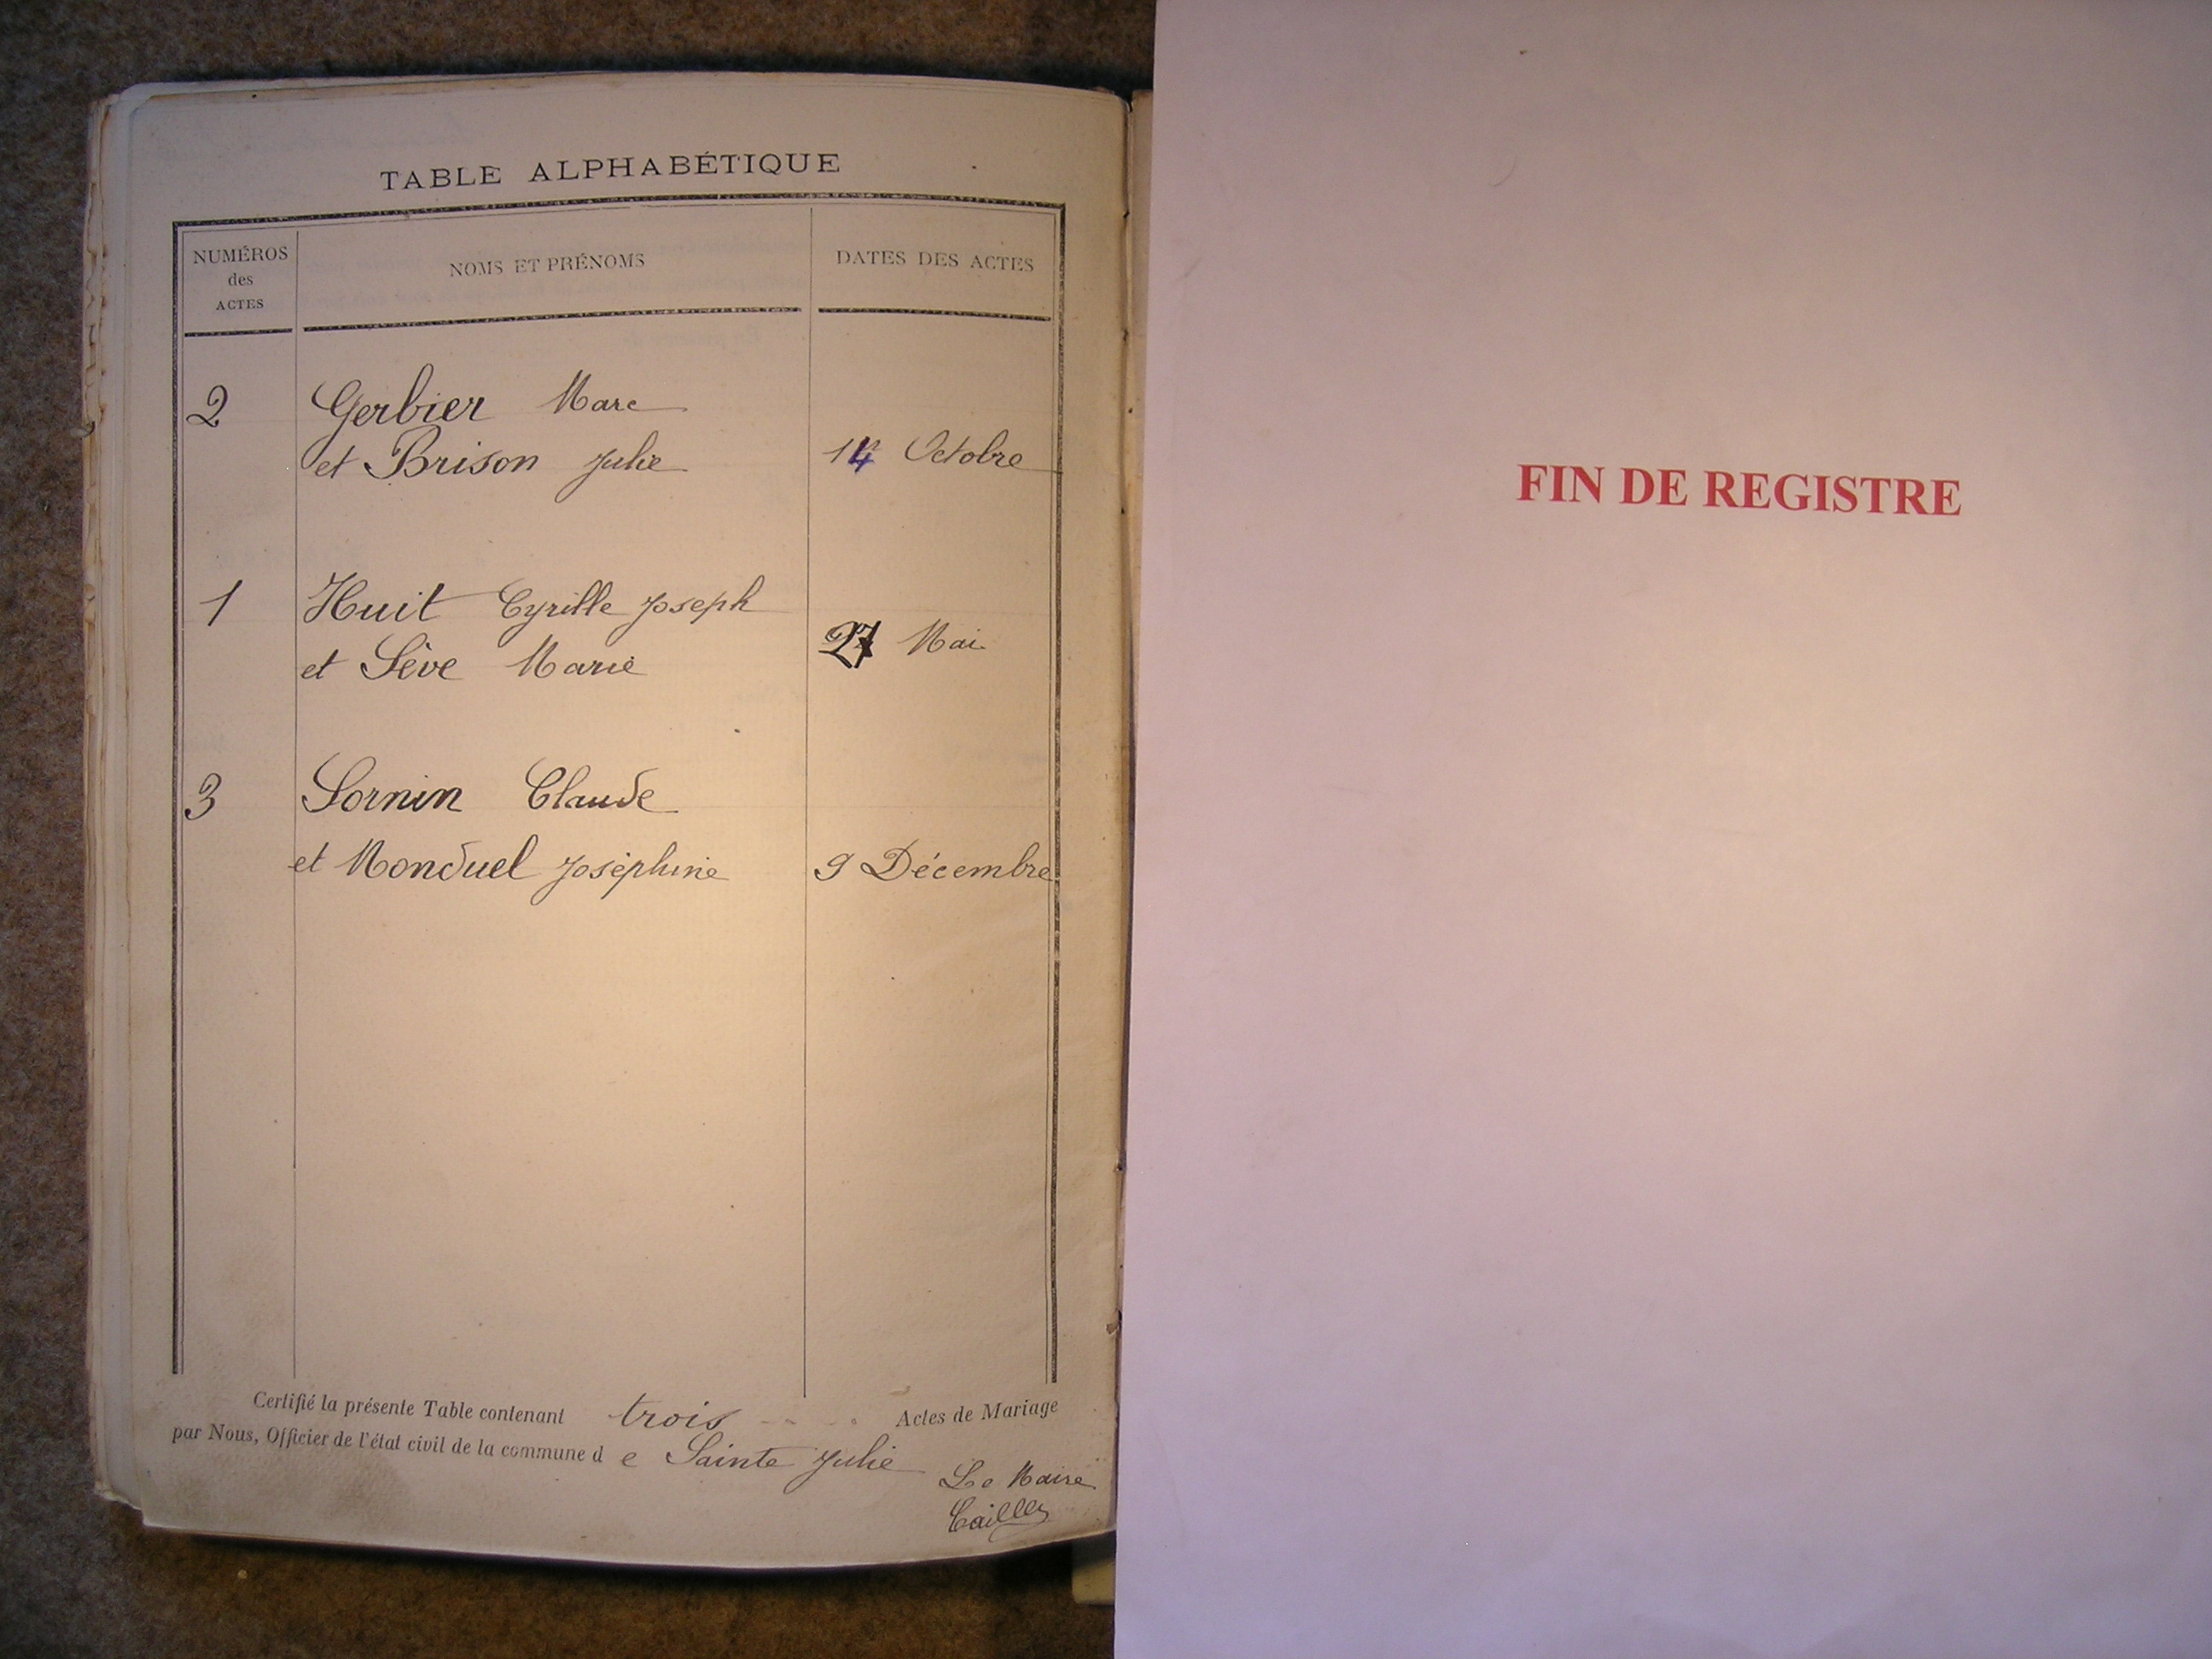 TABLE ALPHABÉTIQUE
NUMÉROS
des
ACTES
NOMS ET PRÉNOMS
DATES DES ACTES
2 Gerbier Marc
et Brison Julie 14 Octobre
1 Huit Cyrille Joseph
et Sève Marie 27 Mai
3 Sornin Claude
et Monduel Joséphine 9 Décembre
Certifié la présente Table contenant trois Actes de Mariage
par Nous, Officier de l'état civil de la commune d e Sainte Julie
Le Maire
FIN DE REGISTRE